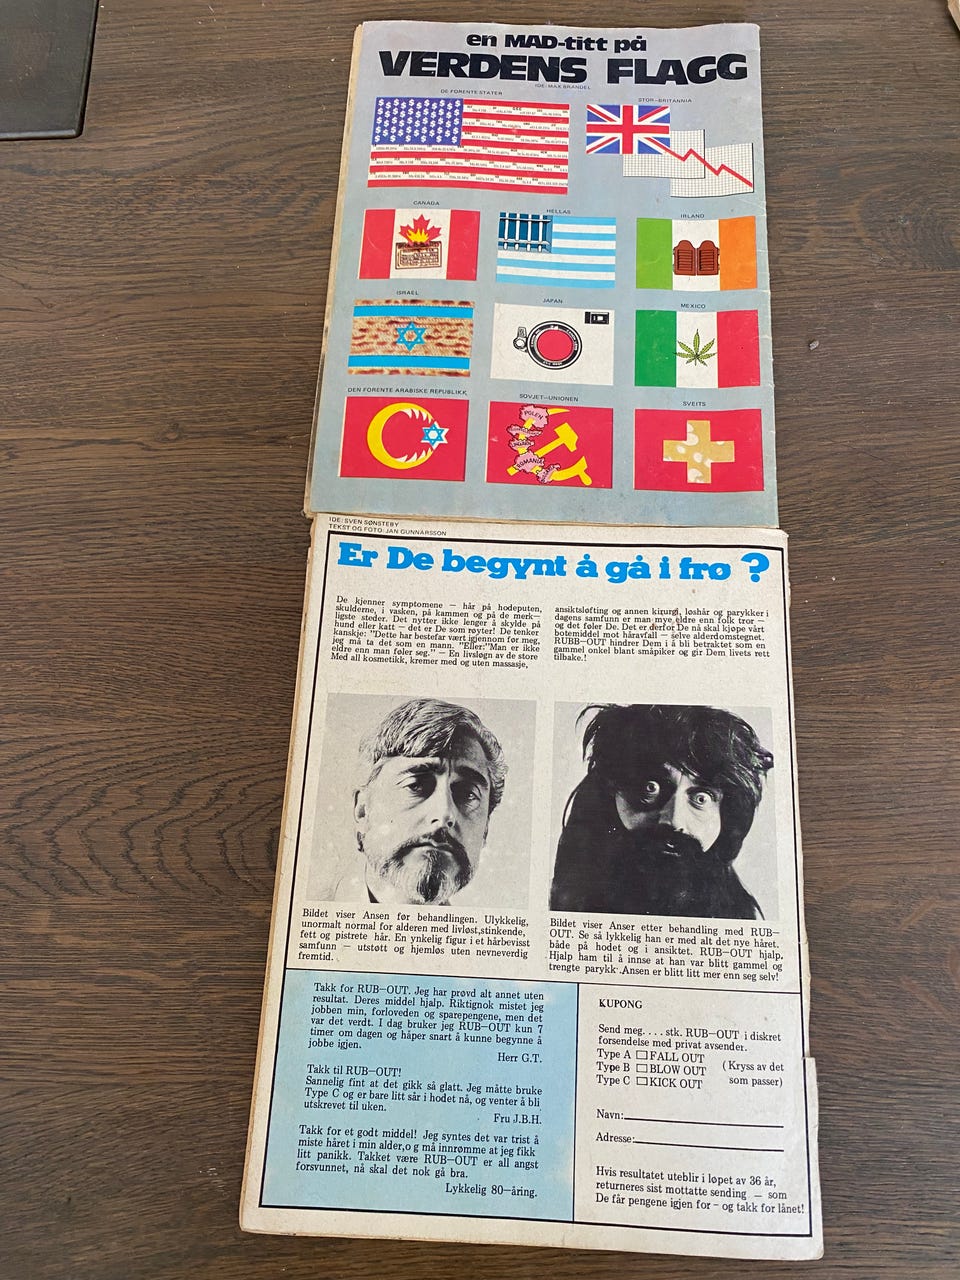 en MAD-titt på
VERDENS FLAGG
IDE: MAX BRANDEL
DE FORENTE STATER
STOR-BRITANNIA
CANADA
HELLAS
IRLAND
ISRAEL
JAPAN
MEXICO
DEN FORENTE ARABISKE REPUBLIKK
SOVJET-UNIONEN
SVEITS
POLEN
ROMANIA
IDE: SVEN SØNSTEBY
TEKST OG FOTO: JAN GUNNARSSON
Er De begynt å gå i frø ?
De kjenner symptomene — hår på hodeputen,
skulderne, i vasken, på kammen og på de merk—
ligste steder. Det nytter ikke lenger å skylde på
hund eller katt — det er De som røyter! De tenker
kanskje: "Dette har bestefar vært igjennom før meg,
jeg må ta det som en mann. "Eller:"Man er ikke
eldre enn man føler seg." — En livsløgn av de store
Med all kosmetikk, kremer med og uten massasje,
ansiktsløfting og annen kirurgi, løshår og parykker i
dagens samfunn er man mye eldre enn folk tror —
og det føler De. Det er derfor De nå skal kjøpe vårt
botemiddel mot håravfall — selve alderdomstegnet.
RUBB—OUT hindrer Dem i å bli betraktet som en
gammel onkel blant småpiker og gir Dem livets rett
tilbake.!
Bildet viser Ansen før behandlingen. Ulykkelig,
unormalt normal for alderen med livløst,stinkende,
fett og pistrete hår. En ynkelig figur i et hårbevisst
samfunn — utstøtt og hjemløs uten nevneverdig
fremtid.
Bildet viser Anser etter behandling med RUB—
OUT. Se så lykkelig han er med alt det nye håret.
både på hodet og i ansiktet. RUB—OUT hjalp.
Hjalp ham til å innse at han var blitt gammel og
trengte parykk. Ansen er blitt litt mer enn seg selv!
Takk for RUB—OUT. Jeg har prøvd alt annet uten
resultat. Deres middel hjalp. Riktignok mistet jeg
jobben min, forloveden og sparepengene, men det
var det verdt. I dag bruker jeg RUB—OUT kun 7
timer om dagen og håper snart å kunne begynne å
jobbe igjen.
Herr G.T.
Takk til RUB—OUT!
Sannelig fint at det gikk så glatt. Jeg måtte bruke
Type C og er bare litt sår i hodet nå, og venter å bli
utskrevet til uken.
Fru J.B.H.
Takk for et godt middel! Jeg syntes det var trist å
miste håret i min alder,o g må innrømme at jeg fikk
litt panikk. Takket være RUB—OUT er all angst
forsvunnet, nå skal det nok gå bra.
Lykkelig 80—åring.
KUPONG
Send meg. . . . stk. RUB—OUT i diskret
forsendelse med privat avsender.
Type A FALL OUT
Type B BLOW OUT (Kryss av det
Type C KICK OUT som passer)
Navn:
Adresse:
Hvis resultatet uteblir i løpet av 36 år,
returneres sist mottatte sending — som
De får pengene igjen for - og takk for lånet!